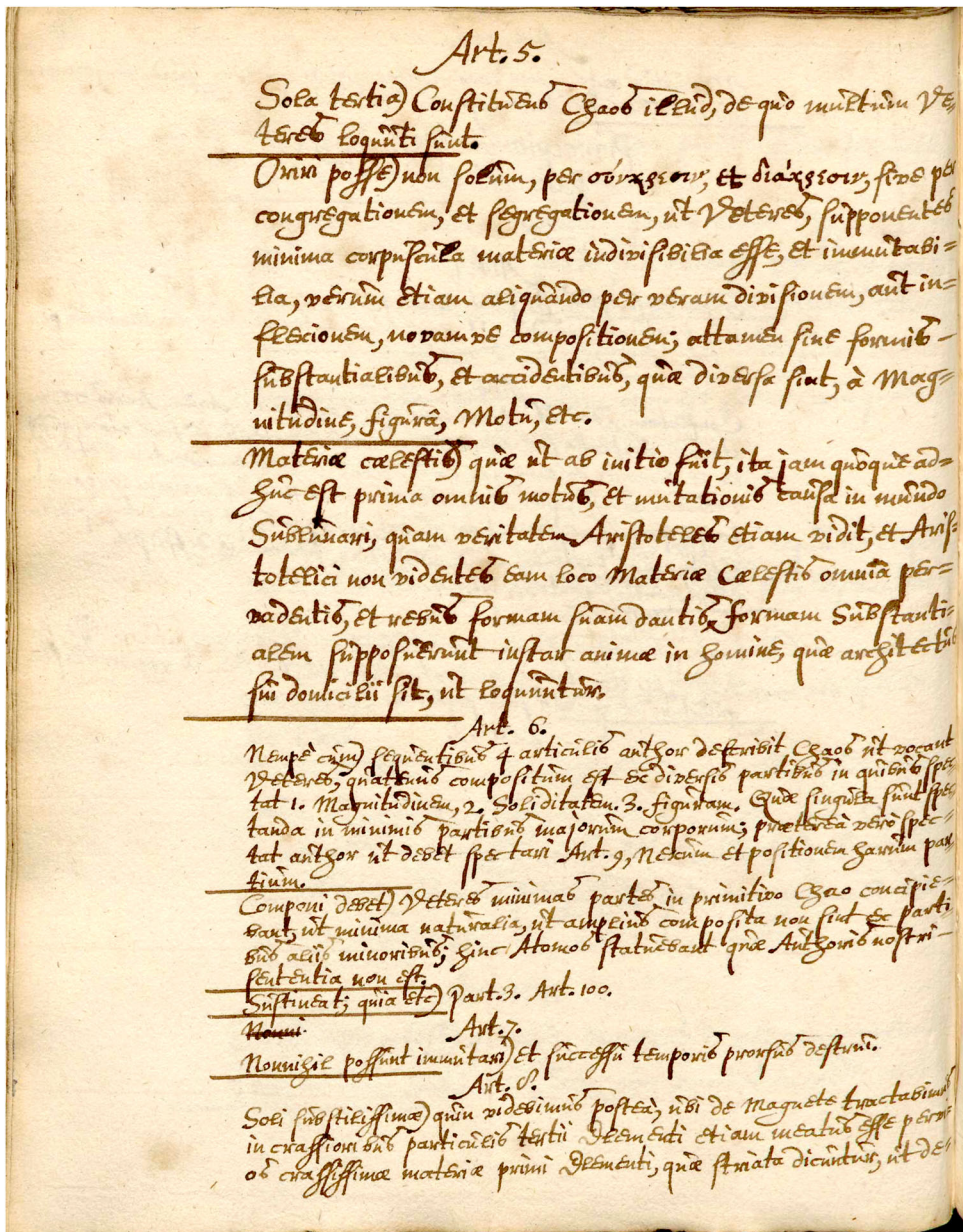 Art. 5.
Sola tertia) Constituens Chaos illud, de quo multum Ve-
teres loquuti sunt.
Oriri posse) non solum, per σύγκρισιν, et διάκρισιν, sive per
congregationem, et segregationem, ut Veteres, supponentes
minima corpuscula materiæ indivisibilia esse, et immutabi=
lia, verum etiam aliquando per veram divisionem, aut in=
flexionem, novamve compositionem; attamen sine formis -
substantialibus, et accidentibus, quæ diversa sint, à Mag=
nitudine, figurâ, Motu, etc.
Materiæ cælestis) quæ ut ab initio fuit, ita jam quoque ad=
huc est prima omnis motus, et mutationis causa in mundo
Sublunari, quam veritatem Aristoteles etiam vidit, et Aris=
totelici non videntes eam loco Materiæ Cælestis omnia per=
vadentis, et rebus formam suam dantis, formam Substanti=
alem supposuerunt instar animæ in homine, quæ architectus
sui domicilii sit, ut loquuntur.
Art. 6.
Nempè cùm) sequentibus 4 articulis author describit Chaos ut vocant
Veteres, quatenus compositum est ex diversis partibus in quibus spec
tat 1. Magnitudinem, 2. Soliditatem. 3. figuram. Quæ singula sunt spec
tanda in minimis partibus majorum corporum; prætereà verò spec=
tat author ut debet spectari Art. 9, Nexum et positionem harum par
tium.
Componi debet) Veteres minimas partes in primitivo Chao concipie=
bant, ut minima naturalia, ut amplius composita non sint ex parti
bus aliis minoribus; hinc Atomos statuebant quæ Authoris nostri -
sententia non est.
Sustineat; quia etc) Part. 3. Art. 100.
Nonni
Art. 7.
Nonnihil possunt immutari) et successu temporis prorsus destrui.
Art. 8.
Soli subtilissimæ) quin videbimus posteà, ubi de Magnete tractabimus
in crassioribus particulis tertii Elementi etiam meatus esse pervi
os crassissimæ materiæ primi Elementi, quæ striata dicuntur, ut de=